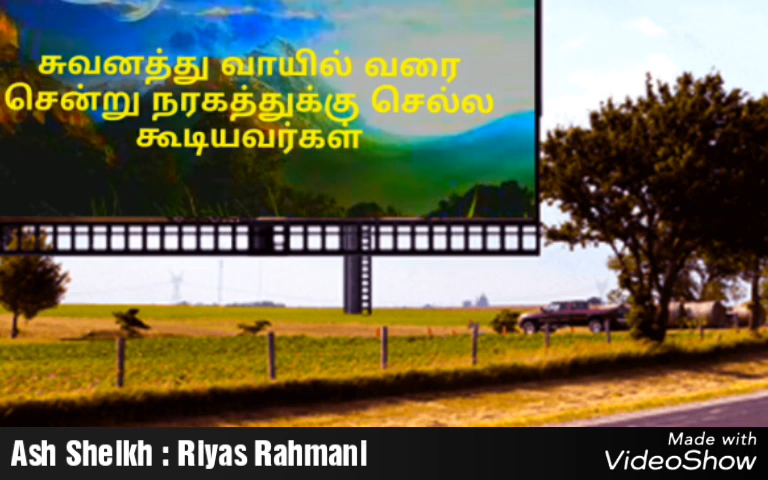 சுவனத்து வாயில் வரை
சென்று நரகத்துக்கு செல்ல
கூடியவர்கள்
Ash Sheikh : Riyas Rahmani
Made with
VideoShow